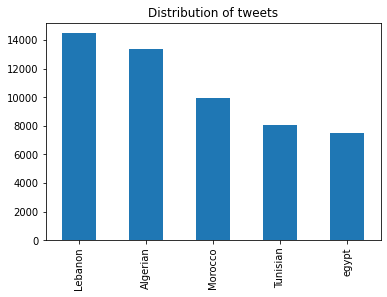 Distribution of tweets
14000
12000
10000
8000
6000
4000
2000
0
Lebanon
Algerian
Morocco
Tunisian
egypt